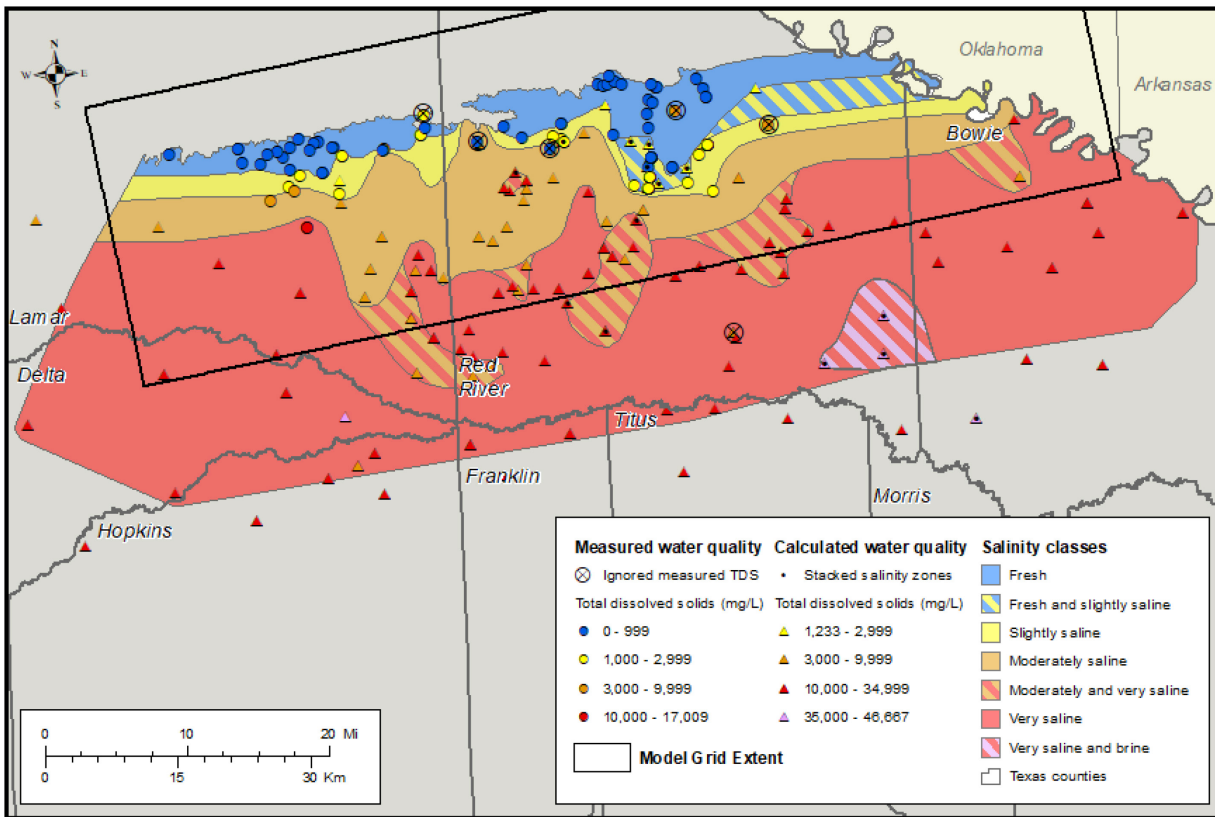 Oklahoma
Arkansas
N
W E
S
Bowie
Lamar
Delta
Red
River
Titus
Franklin
Morris
Hopkins
Measured water quality
Ignored measured TDS
Total dissolved solids (mg/L)
0 - 999
1,000 - 2,999
3,000 - 9,999
10,000 - 17,009
Model Grid Extent
Calculated water quality
Stacked salinity zones
Total dissolved solids (mg/L)
1,233 - 2,999
3,000 - 9,999
10,000 - 34,999
35,000 - 46,667
Salinity classes
Fresh
Fresh and slightly saline
Slightly saline
Moderately saline
Moderately and very saline
Very saline
Very saline and brine
Texas counties
0 10 20 Mi
0 15 30 Km